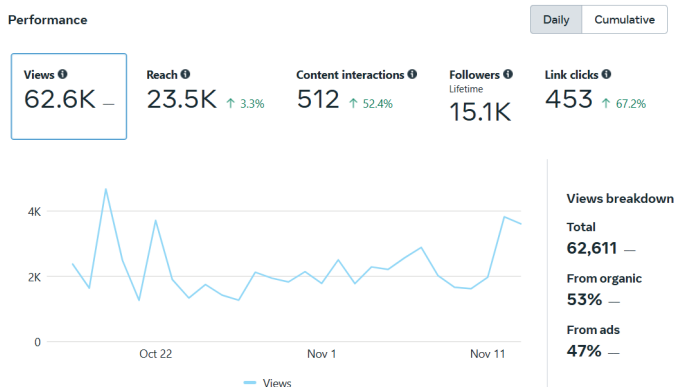 Performance
Daily Cumulative
Views Reach Content interactions Followers Link clicks
Lifetime
62.6K — 23.5K ↑ 3.3% 512 ↑ 52.4% 15.1K 453 ↑ 67.2%
Views breakdown
Total
62,611 —
From organic
53% —
From ads
47% —
4K
2K
0
Oct 22 Nov 1 Nov 11
Views